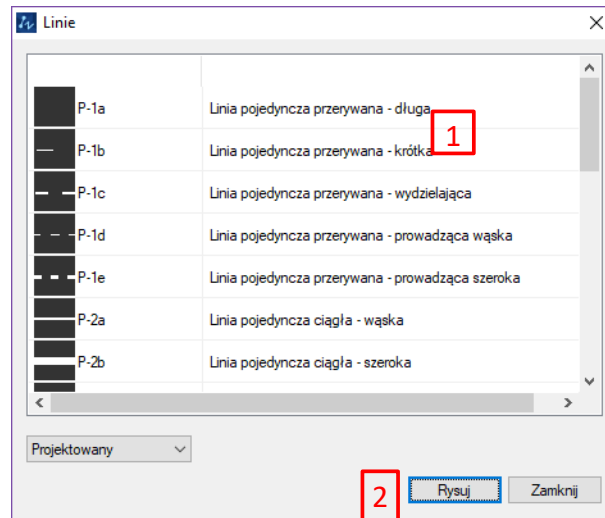 Linie
P-1a Linia pojedyncza przerywana - długa
1
P-1b Linia pojedyncza przerywana - krótka
P-1c Linia pojedyncza przerywana - wydzielająca
P-1d Linia pojedyncza przerywana - prowadząca wąska
P-1e Linia pojedyncza przerywana - prowadząca szeroka
P-2a Linia pojedyncza ciągła - wąska
P-2b Linia pojedyncza ciągła - szeroka
Projektowany
2 Rysuj Zamknij